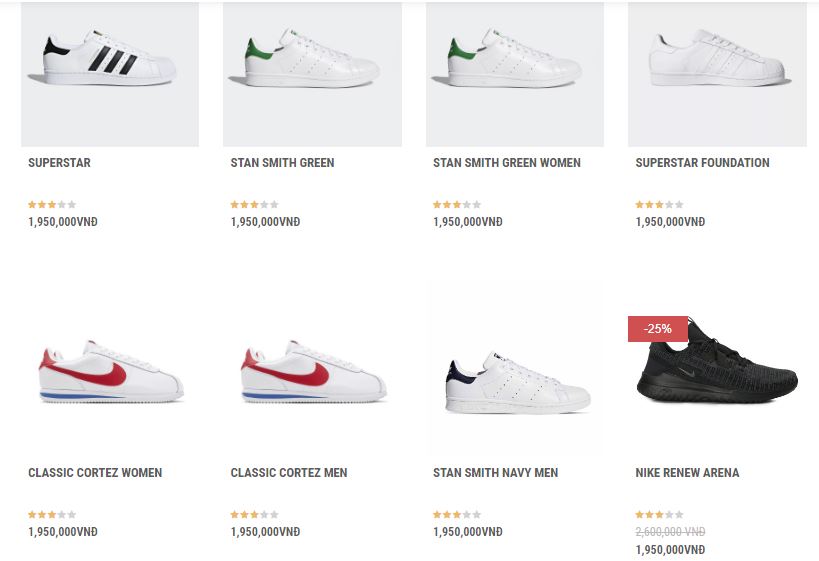 SUPERSTAR
1,950,000VNĐ
STAN SMITH GREEN
1,950,000VNĐ
STAN SMITH GREEN WOMEN
1,950,000VNĐ
SUPERSTAR FOUNDATION
1,950,000VNĐ
CLASSIC CORTEZ WOMEN
1,950,000VNĐ
CLASSIC CORTEZ MEN
1,950,000VNĐ
STAN SMITH NAVY MEN
1,950,000VNĐ
-25%
NIKE RENEW ARENA
2,600,000 VNĐ
1,950,000VNĐ